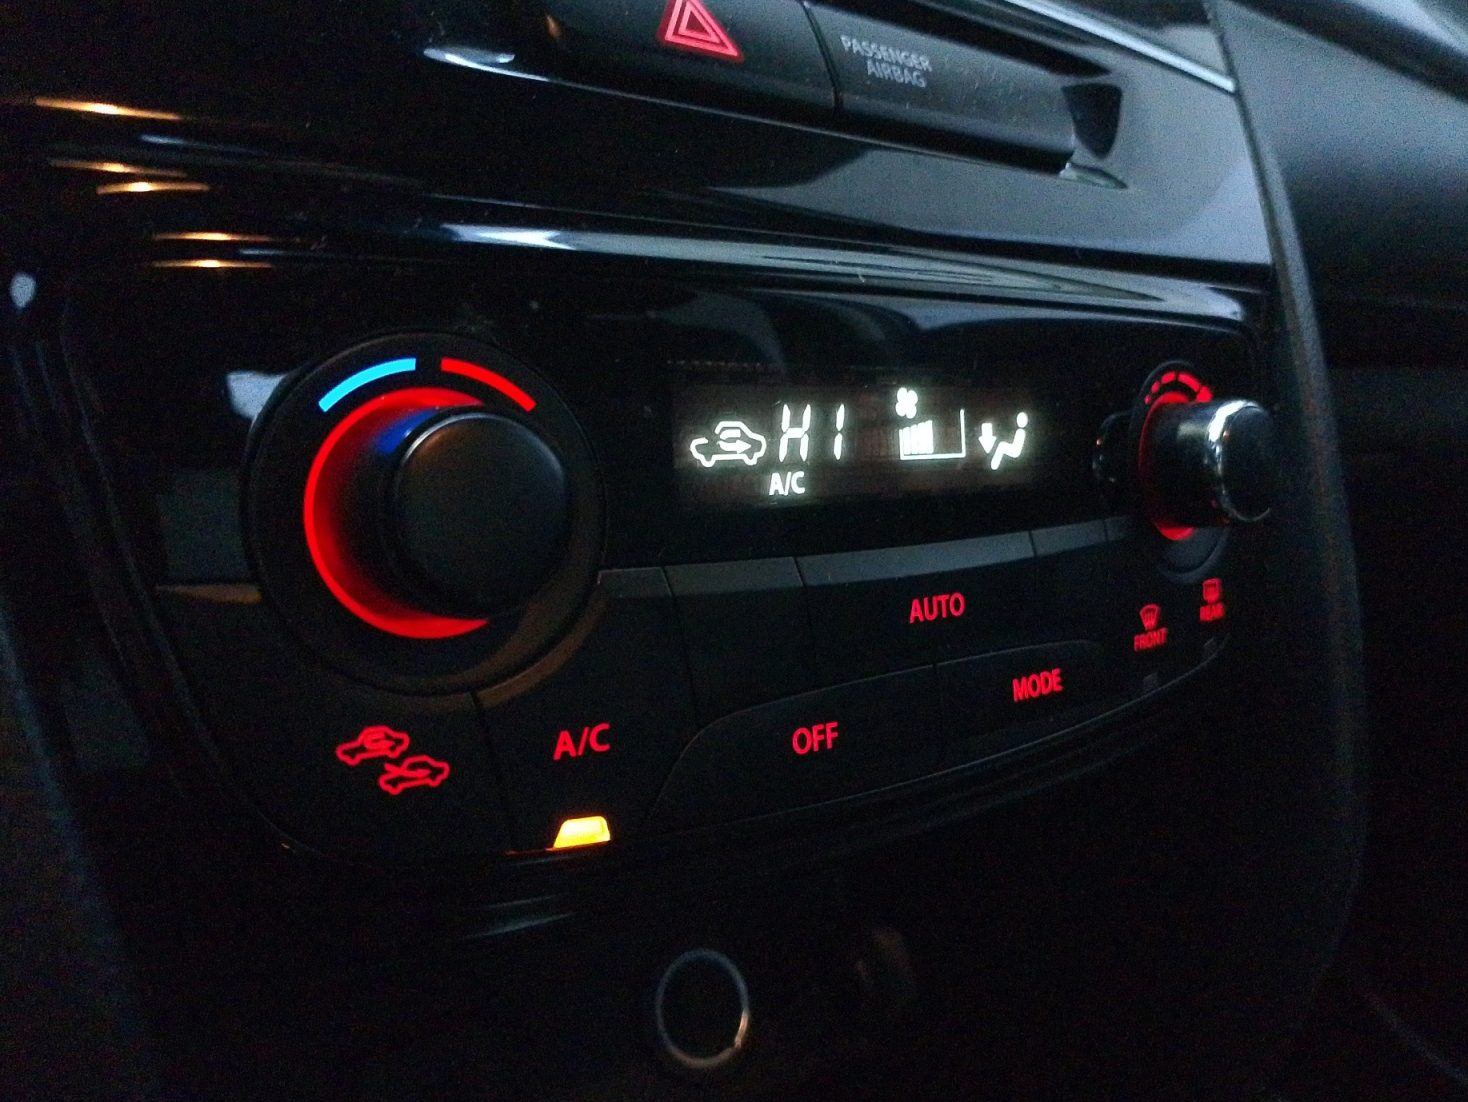 PASSENGER
AIRBAG
HI
A/C
AUTO
FRONT
REAR
MODE
OFF
A/C